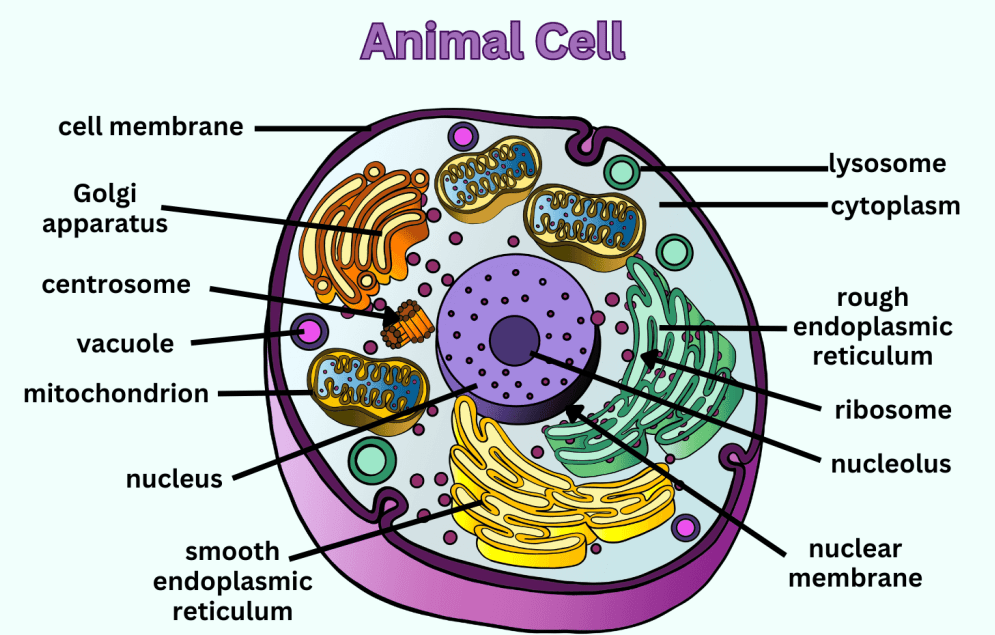 Animal Cell
cell membrane
Golgi
apparatus
centrosome
vacuole
mitochondrion
nucleus
smooth
endoplasmic
reticulum
lysosome
cytoplasm
rough
endoplasmic
reticulum
ribosome
nucleolus
nuclear
membrane